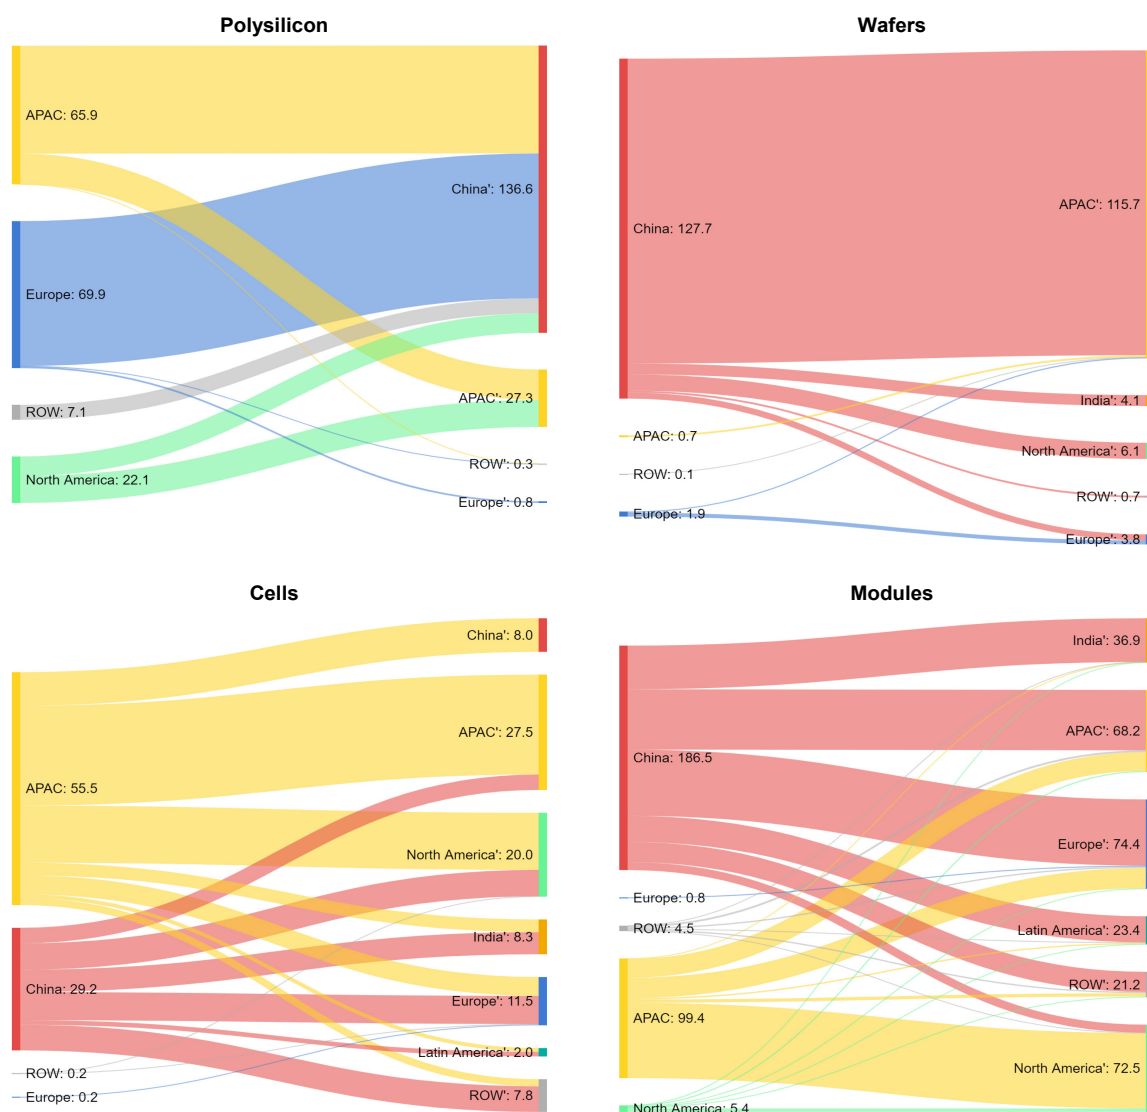 Polysilicon
APAC: 65.9
China': 136.6
Europe: 69.9
APAC': 27.3
ROW: 7.1
ROW': 0.3
North America: 22.1
Europe': 0.8
Wafers
APAC': 115.7
China: 127.7
India': 4.1
APAC: 0.7
North America': 6.1
ROW: 0.1
ROW': 0.7
Europe: 1.9
Europe': 3.8
Cells
China': 8.0
APAC': 27.5
APAC: 55.5
North America': 20.0
India': 8.3
China: 29.2
Europe': 11.5
Latin America': 2.0
ROW: 0.2
Europe: 0.2
ROW': 7.8
Modules
India': 36.9
APAC': 68.2
China: 186.5
Europe': 74.4
Europe: 0.8
ROW: 4.5
Latin America': 23.4
ROW': 21.2
APAC: 99.4
North America': 72.5
North America: 5.4